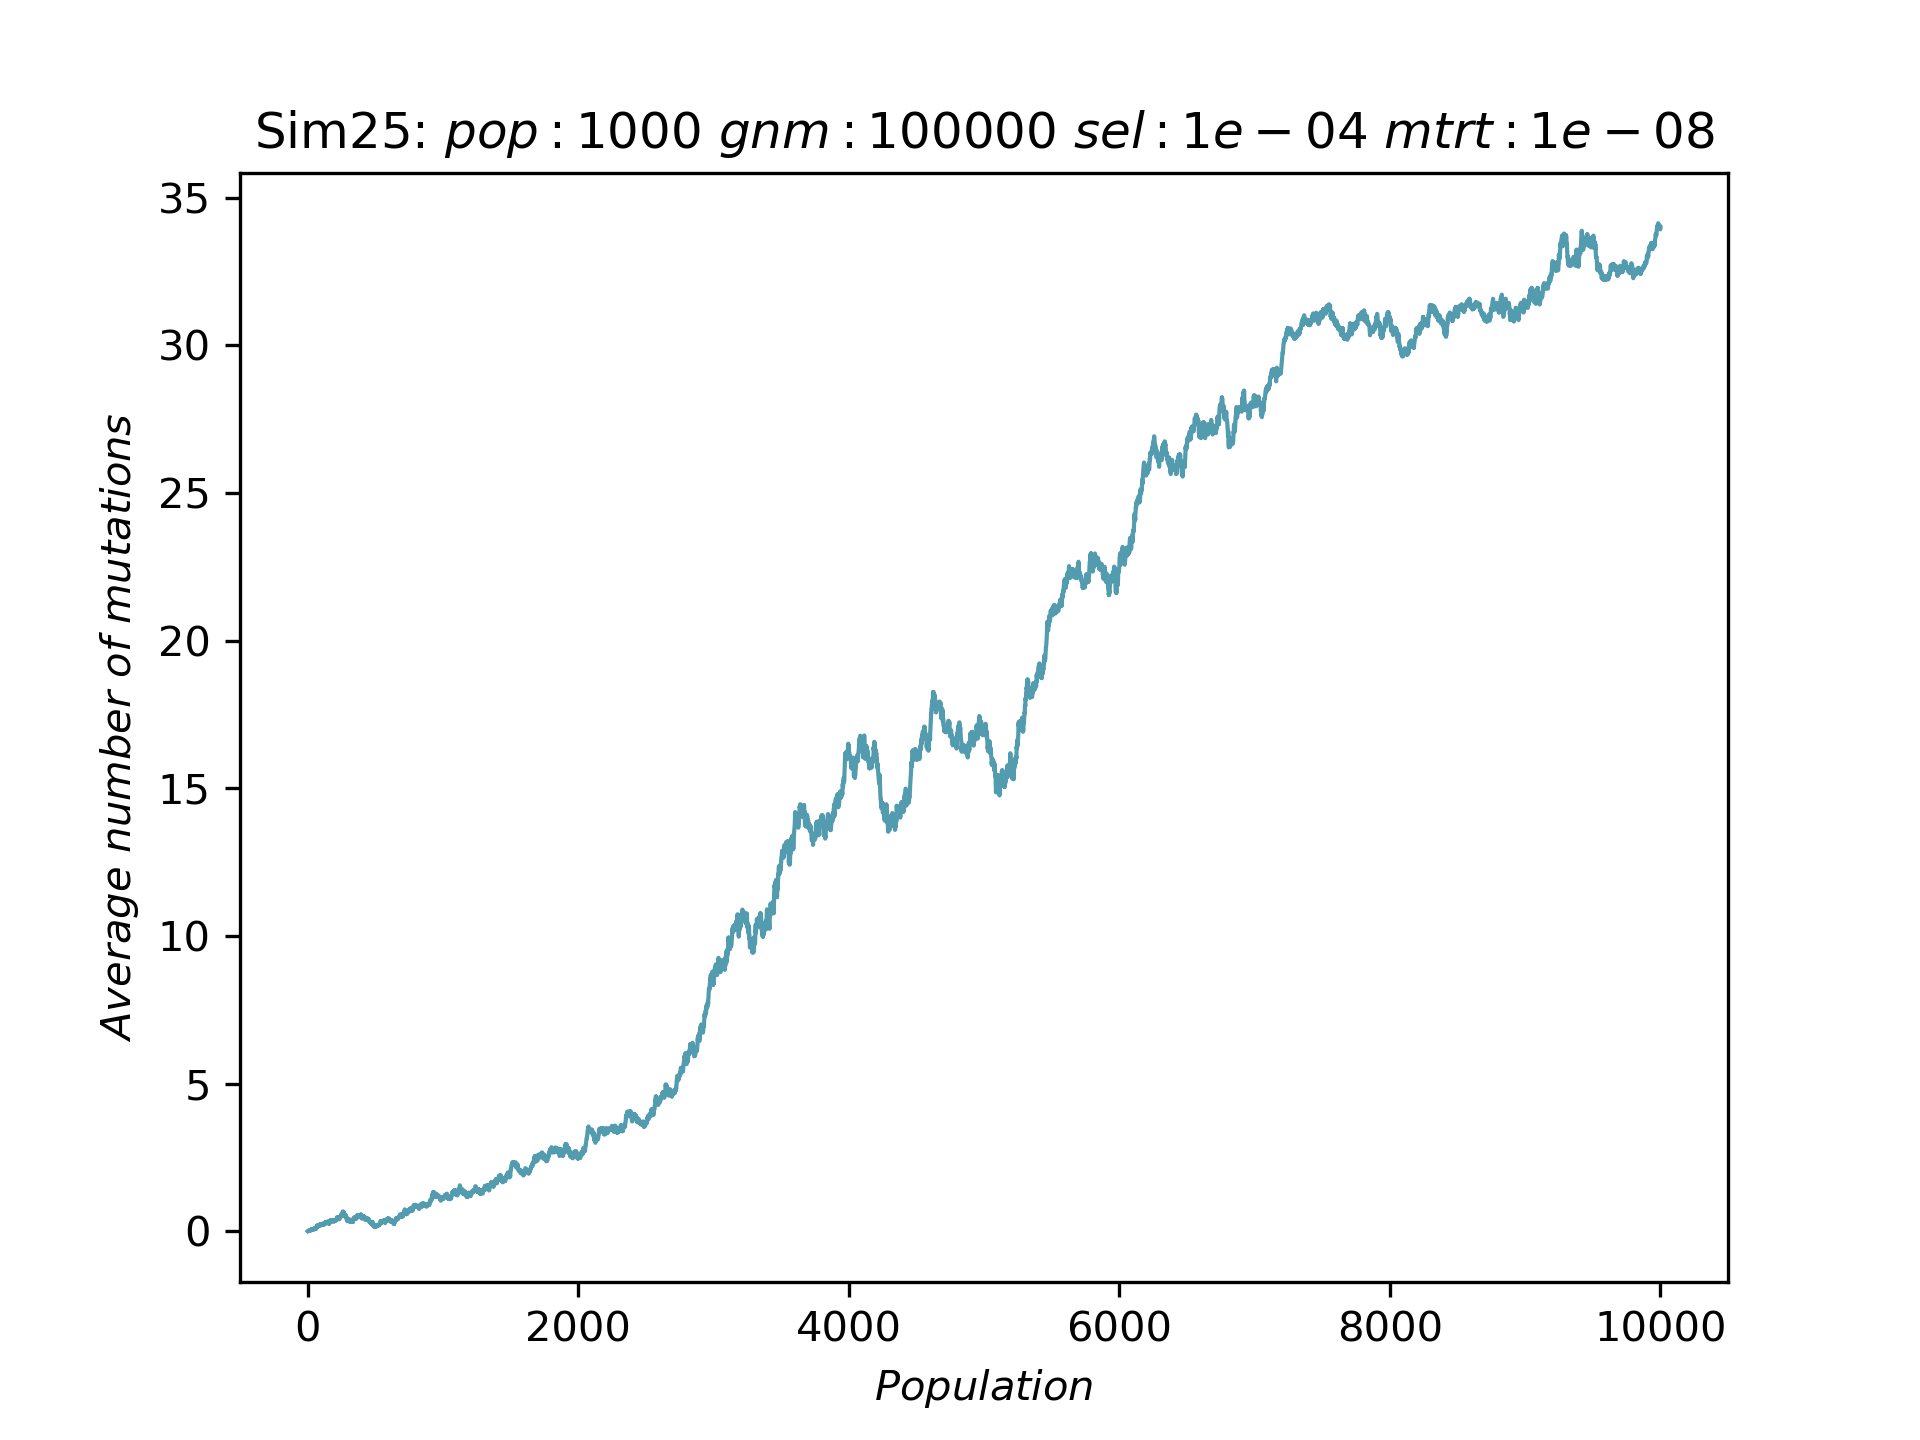 Sim25: pop : 1000 gnm : 100000 sel : 1e − 04 mtrt : 1e − 08
35
30
25
20
15
10
5
0
Average number of mutations
0 2000 4000 6000 8000 10000
Population